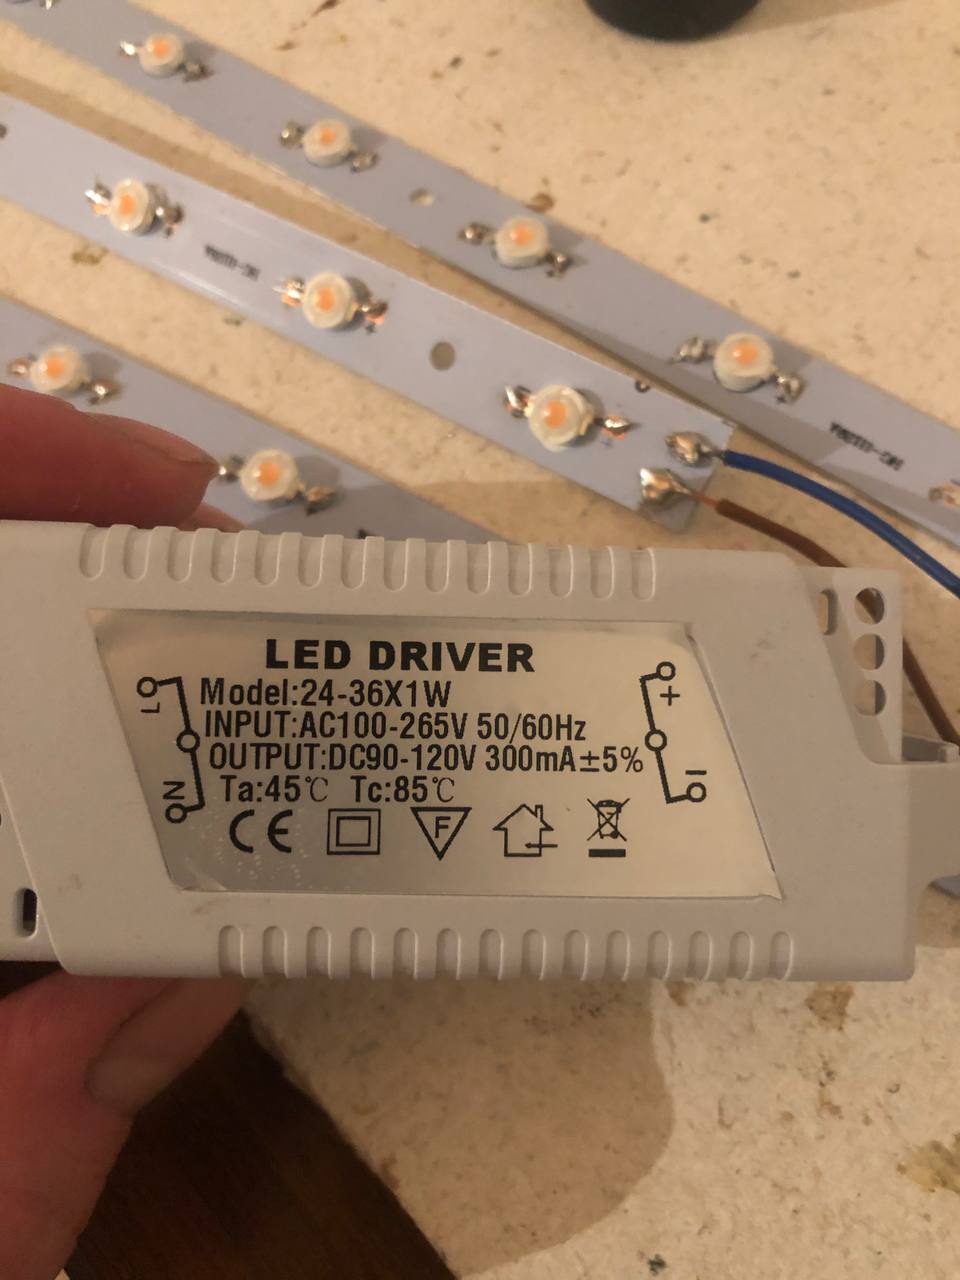 LED DRIVER
Model:24-36X1W
INPUT:AC100-265V 50/60Hz
OUTPUT:DC90-120V 300mA±5%
Ta:45℃ Tc:85℃
L
N
+
-
CE
F